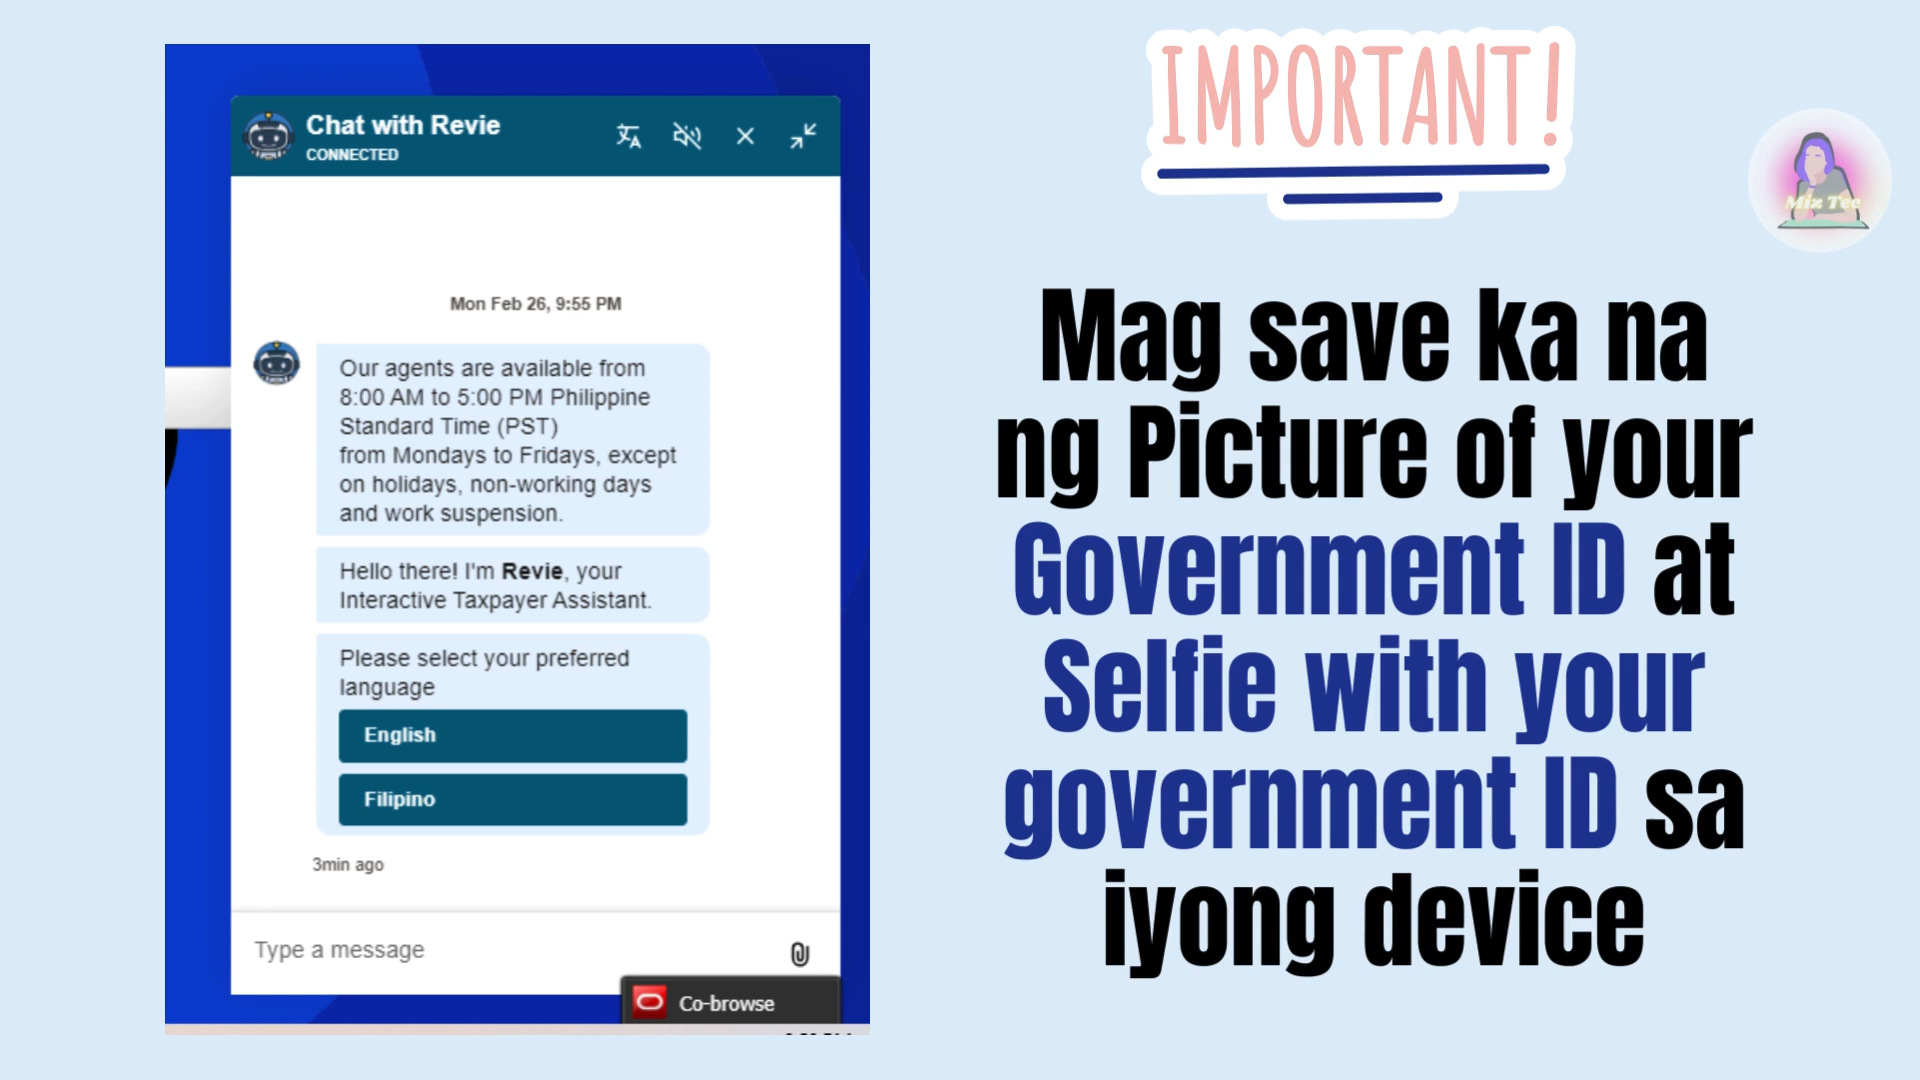 Chat with Revie
CONNECTED
Mon Feb 26, 9:55 PM
Our agents are available from
8:00 AM to 5:00 PM Philippine
Standard Time (PST)
from Mondays to Fridays, except
on holidays, non-working days
and work suspension.
Hello there! I'm Revie, your
Interactive Taxpayer Assistant.
Please select your preferred
language
English
Filipino
3min ago
Type a message
Co-browse
IMPORTANT!
Mix Tee
Mag save ka na
ng Picture of your
Government ID at
Selfie with your
government ID sa
iyong device